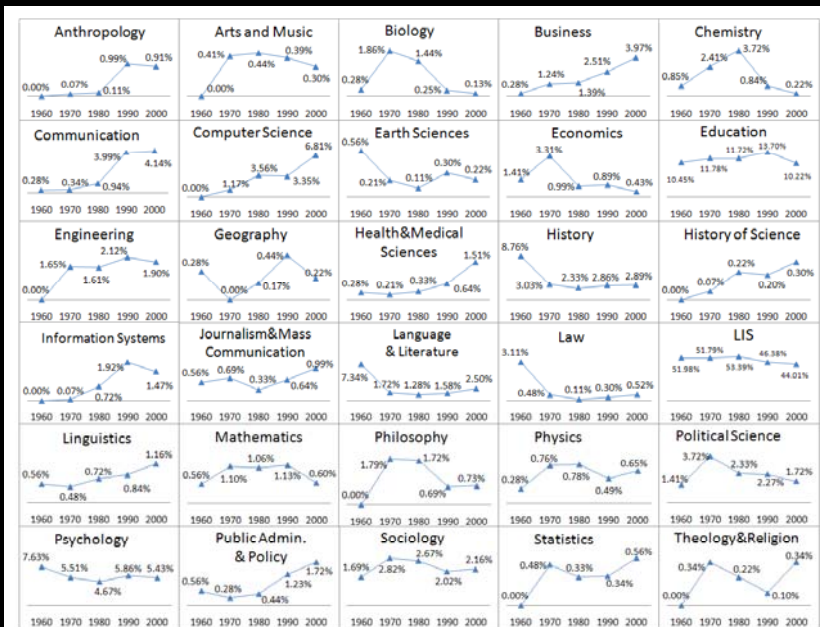 Anthropology
0.00% 0.07% 0.11% 0.99% 0.91%
1960 1970 1980 1990 2000
Arts and Music
0.00% 0.41% 0.44% 0.39% 0.30%
1960 1970 1980 1990 2000
Biology
0.28% 1.86% 1.44% 0.25% 0.13%
1960 1970 1980 1990 2000
Business
0.28% 1.24% 1.39% 2.51% 3.97%
1960 1970 1980 1990 2000
Chemistry
0.85% 2.41% 3.72% 0.84% 0.22%
1960 1970 1980 1990 2000
Communication
0.28% 0.34% 0.94% 3.99% 4.14%
1960 1970 1980 1990 2000
Computer Science
0.00% 1.17% 3.56% 3.35% 6.81%
1960 1970 1980 1990 2000
Earth Sciences
0.56% 0.21% 0.11% 0.30% 0.22%
1960 1970 1980 1990 2000
Economics
1.41% 3.31% 0.99% 0.89% 0.43%
1960 1970 1980 1990 2000
Education
10.45% 11.78% 11.72% 13.70% 10.22%
1960 1970 1980 1990 2000
Engineering
0.00% 1.65% 1.61% 2.12% 1.90%
1960 1970 1980 1990 2000
Geography
0.28% 0.00% 0.17% 0.44% 0.22%
1960 1970 1980 1990 2000
Health&Medical
Sciences
0.28% 0.21% 0.33% 0.64% 1.51%
1960 1970 1980 1990 2000
History
8.76% 3.03% 2.33% 2.86% 2.89%
1960 1970 1980 1990 2000
History of Science
0.00% 0.07% 0.22% 0.20% 0.30%
1960 1970 1980 1990 2000
Information Systems
0.00% 0.07% 0.72% 1.92% 1.47%
1960 1970 1980 1990 2000
Journalism&Mass
Communication
0.56% 0.69% 0.33% 0.64% 0.99%
1960 1970 1980 1990 2000
Language
& Literature
7.34% 1.72% 1.28% 1.58% 2.50%
1960 1970 1980 1990 2000
Law
3.11% 0.48% 0.11% 0.30% 0.52%
1960 1970 1980 1990 2000
LIS
51.98% 51.79% 53.39% 46.38% 44.01%
1960 1970 1980 1990 2000
Linguistics
0.56% 0.48% 0.72% 0.84% 1.16%
1960 1970 1980 1990 2000
Mathematics
0.56% 1.10% 1.06% 1.13% 0.60%
1960 1970 1980 1990 2000
Philosophy
0.00% 1.79% 1.72% 0.69% 0.73%
1960 1970 1980 1990 2000
Physics
0.28% 0.76% 0.78% 0.49% 0.65%
1960 1970 1980 1990 2000
Political Science
1.41% 3.72% 2.33% 2.27% 1.72%
1960 1970 1980 1990 2000
Psychology
7.63% 5.51% 4.67% 5.86% 5.43%
1960 1970 1980 1990 2000
Public Admin.
& Policy
0.56% 0.28% 0.44% 1.23% 1.72%
1960 1970 1980 1990 2000
Sociology
1.69% 2.82% 2.67% 2.02% 2.16%
1960 1970 1980 1990 2000
Statistics
0.00% 0.48% 0.33% 0.34% 0.56%
1960 1970 1980 1990 2000
Theology&Religion
0.00% 0.34% 0.22% 0.10% 0.34%
1960 1970 1980 1990 2000